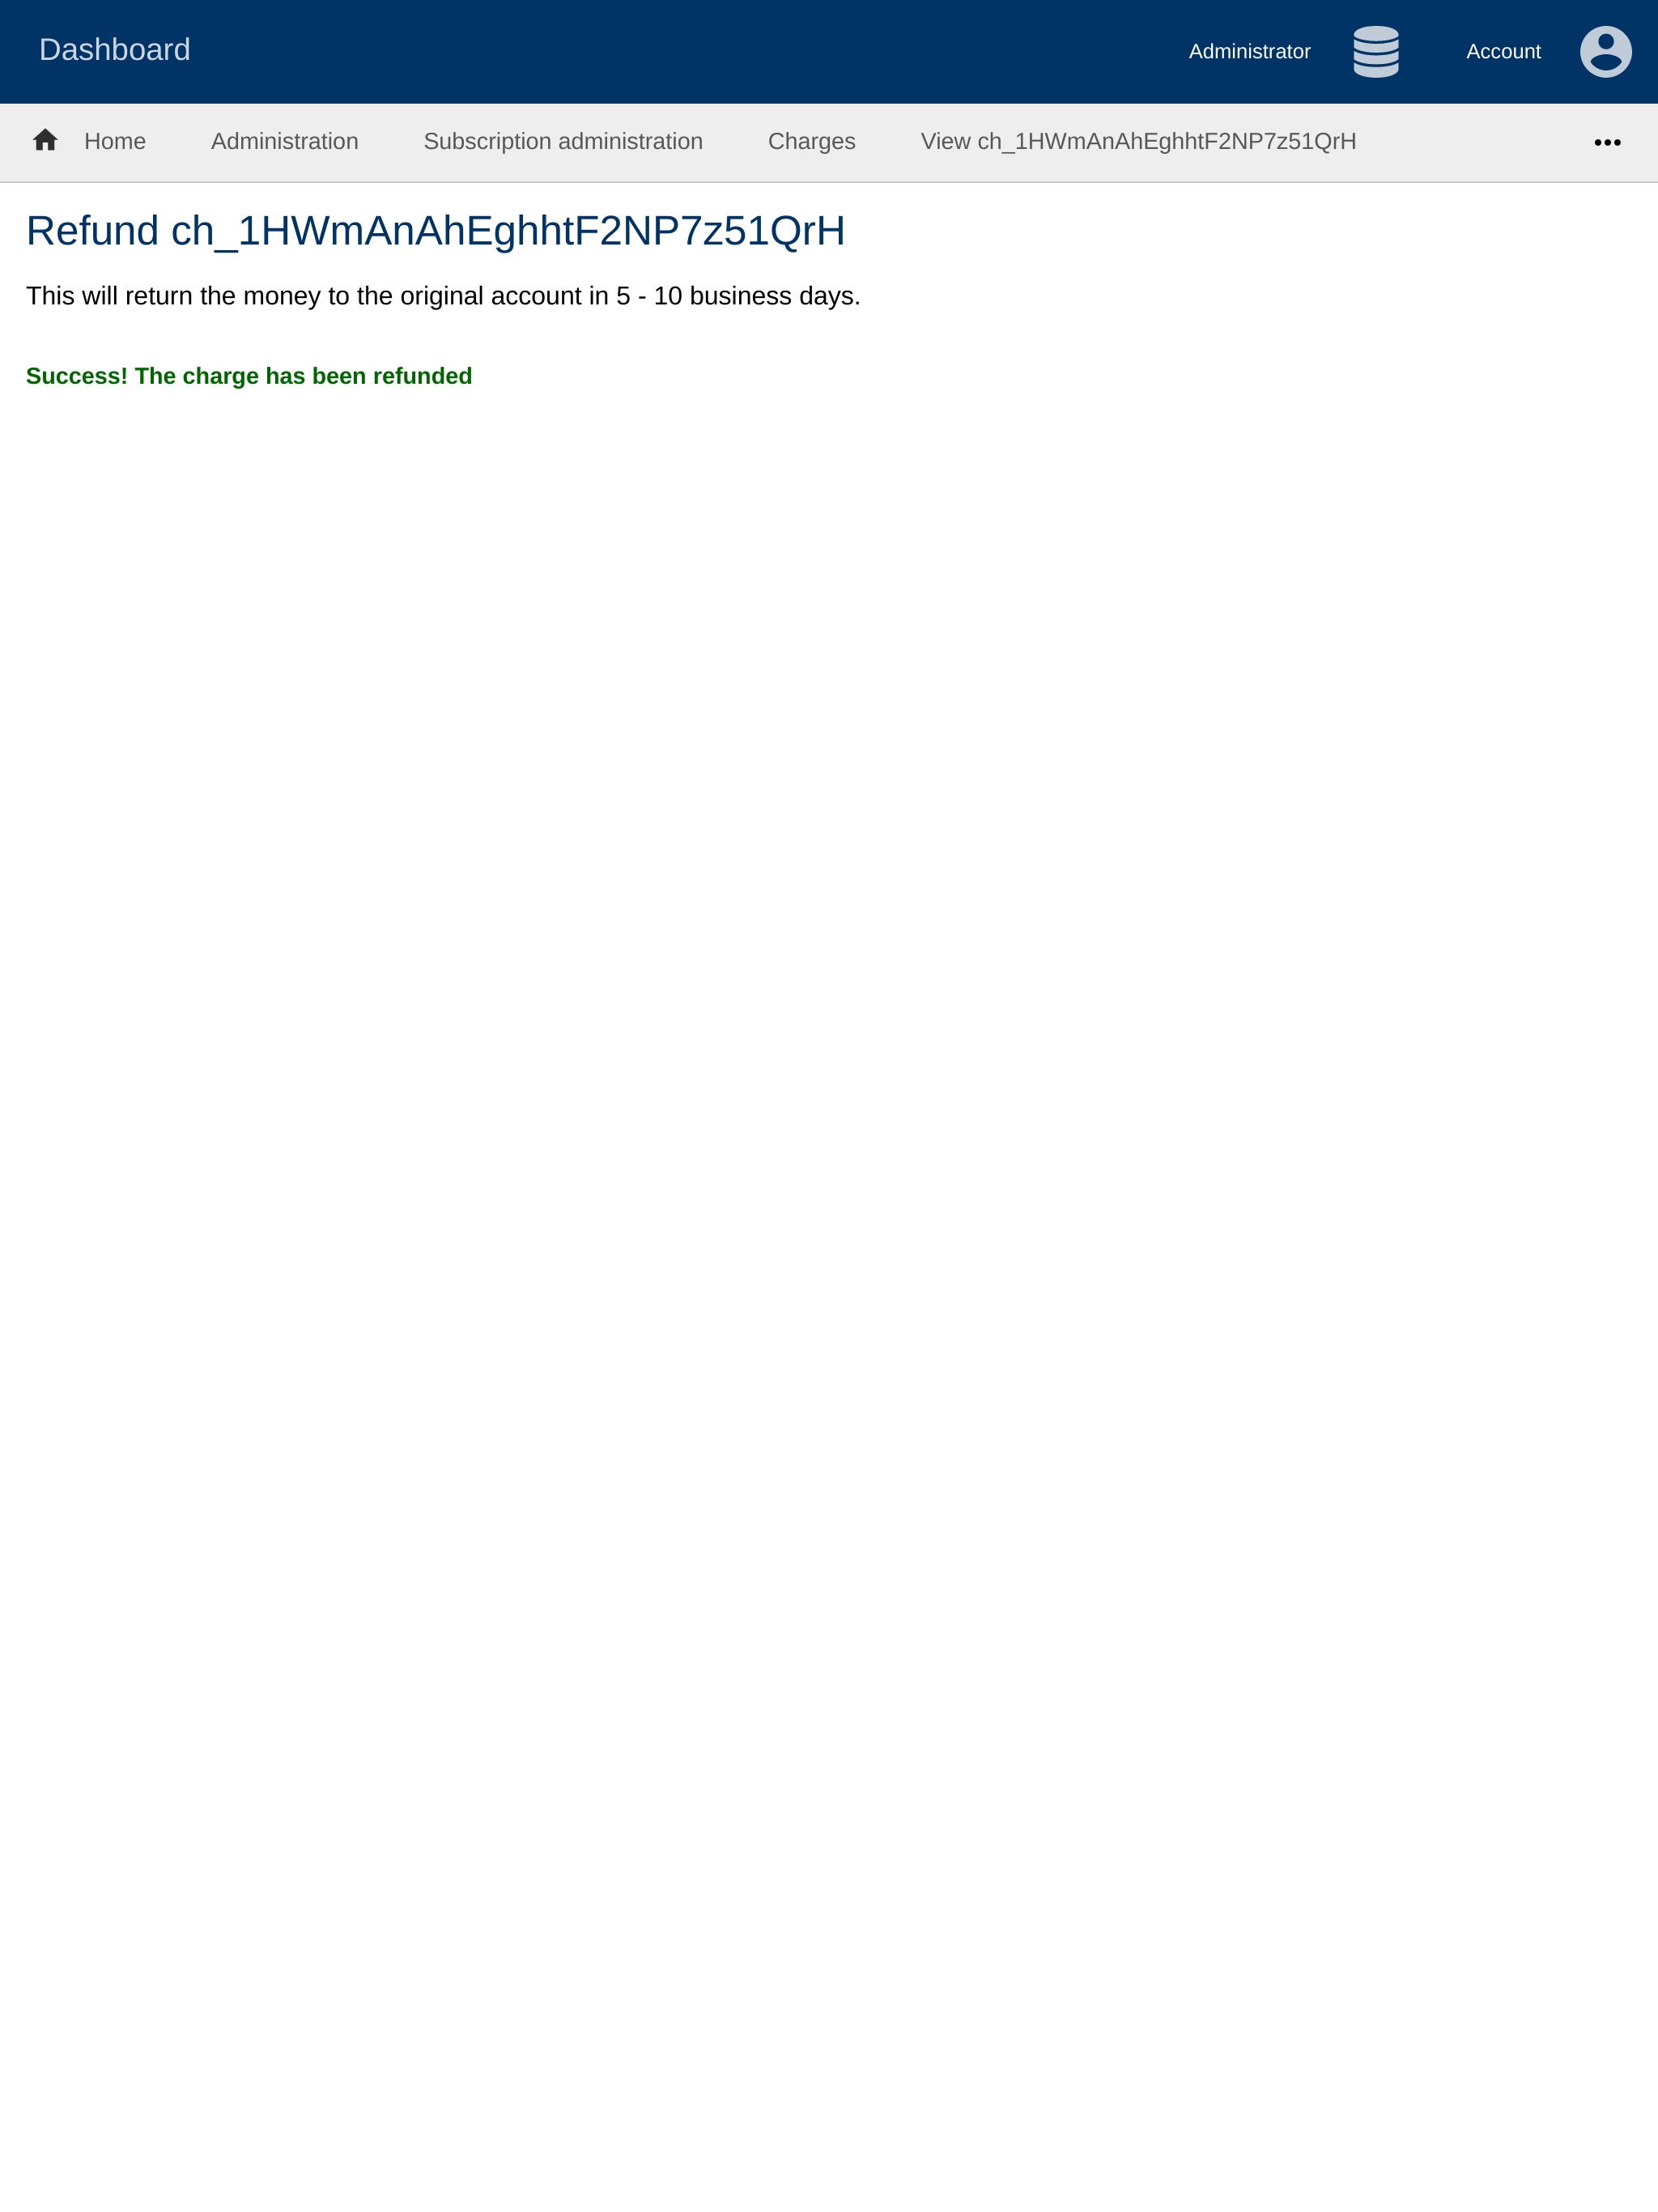 Dashboard
Administrator
Account
Home
Administration
Subscription administration
Charges
View ch_1HWmAnAhEghhtF2NP7z51QrH
Refund ch_1HWmAnAhEghhtF2NP7z51QrH
This will return the money to the original account in 5 - 10 business days.
Success! The charge has been refunded